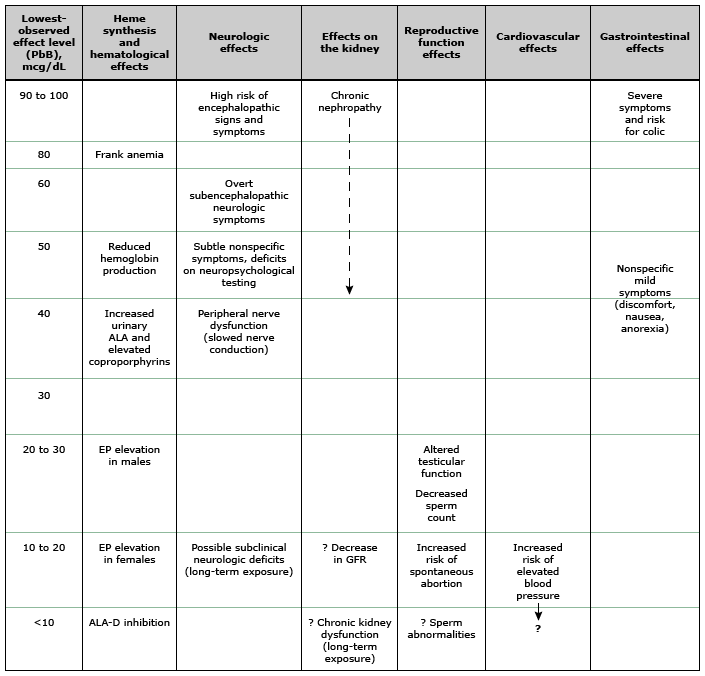 Lowest-
observed
effect level
(PbB),
mcg/dL
Heme
synthesis
and
hematological
effects
Neurologic
effects
Effects on
the kidney
Reproductive
function
effects
Cardiovascular
effects
Gastrointestinal
effects
90 to 100
High risk of
encephalopathic
signs and
symptoms
Chronic
nephropathy
Severe
symptoms
and risk
for colic
80
Frank anemia
60
Overt
subencephalopathic
neurologic
symptoms
50
Reduced
hemoglobin
production
Subtle nonspecific
symptoms, deficits
on neuropsychological
testing
Nonspecific
mild
symptoms
(discomfort,
nausea,
anorexia)
40
Increased
urinary
ALA and
elevated
coproporphyrins
Peripheral nerve
dysfunction
(slowed nerve
conduction)
30
20 to 30
EP elevation
in males
Altered
testicular
function
Decreased
sperm
count
10 to 20
EP elevation
in females
Possible subclinical
neurologic deficits
(long-term exposure)
? Decrease
in GFR
Increased
risk of
spontaneous
abortion
Increased
risk of
elevated
blood
pressure
<10
ALA-D inhibition
? Chronic kidney
dysfunction
(long-term
exposure)
? Sperm
abnormalities
?